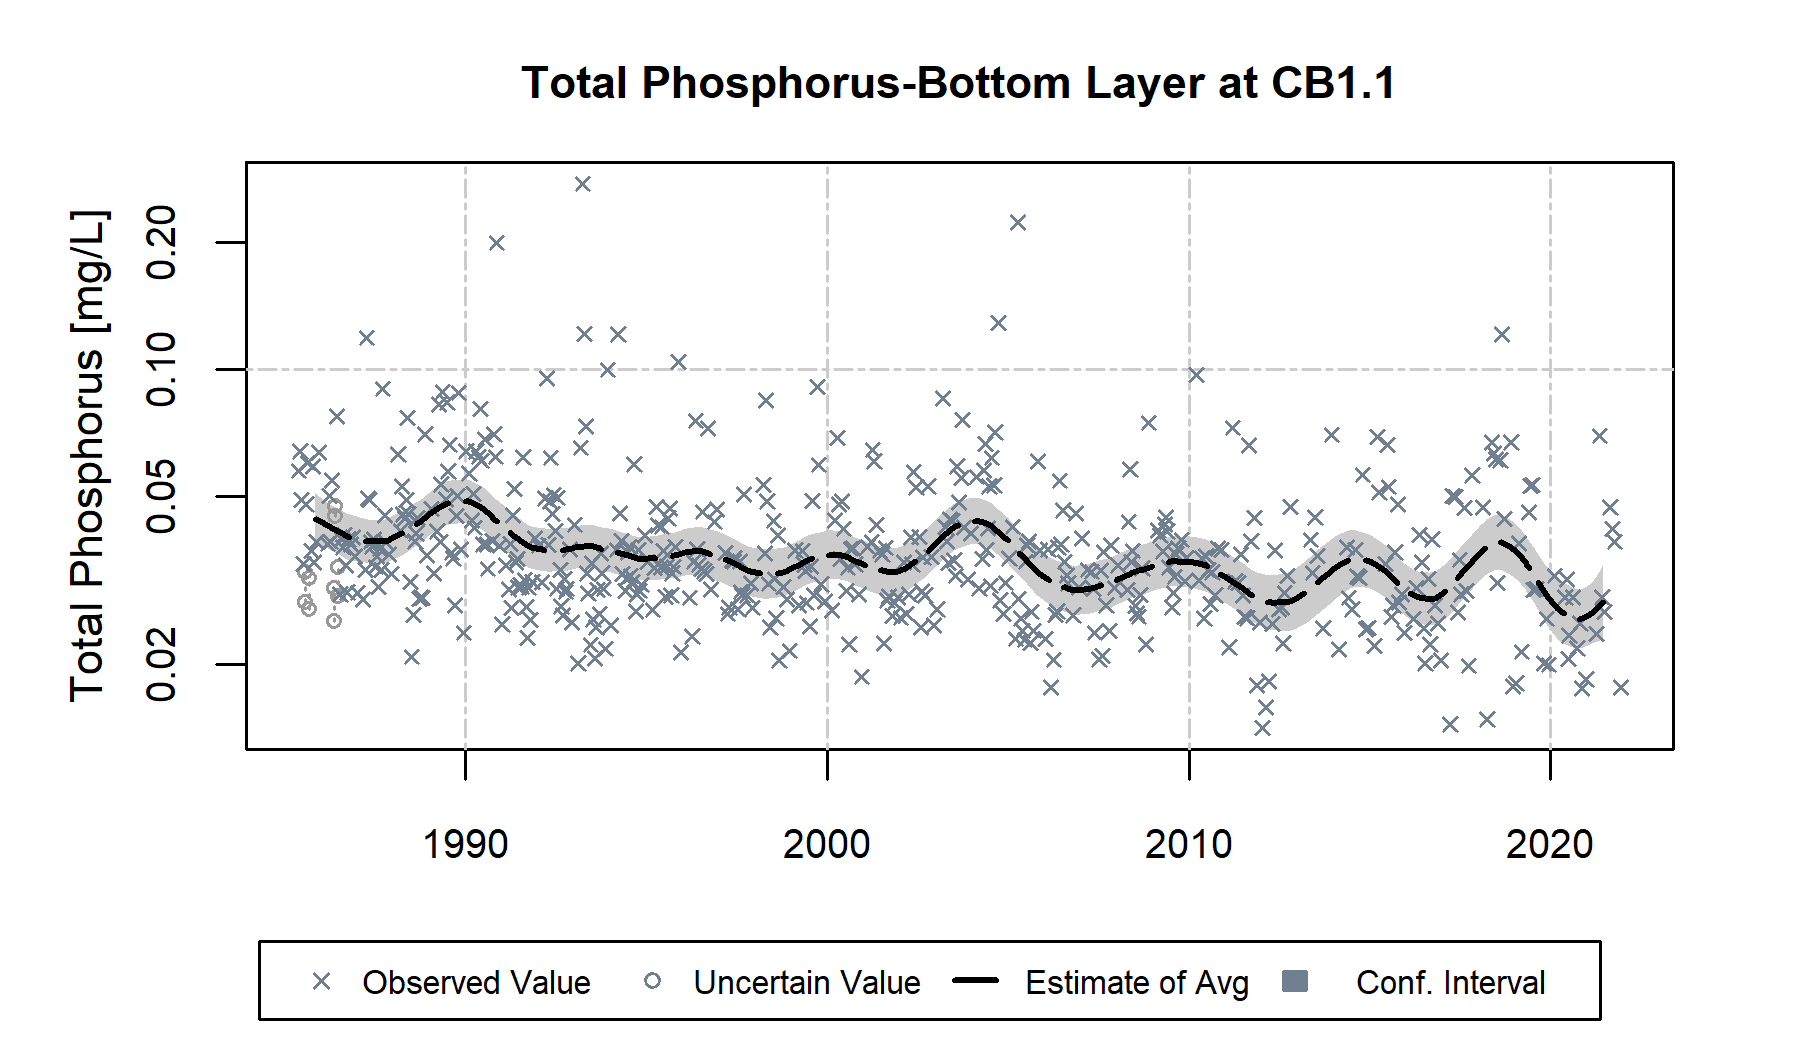 Total Phosphorus-Bottom Layer at CB1.1
Total Phosphorus [mg/L]
0.20
0.10
0.05
0.02
1990 2000 2010 2020
Observed Value Uncertain Value Estimate of Avg Conf. Interval